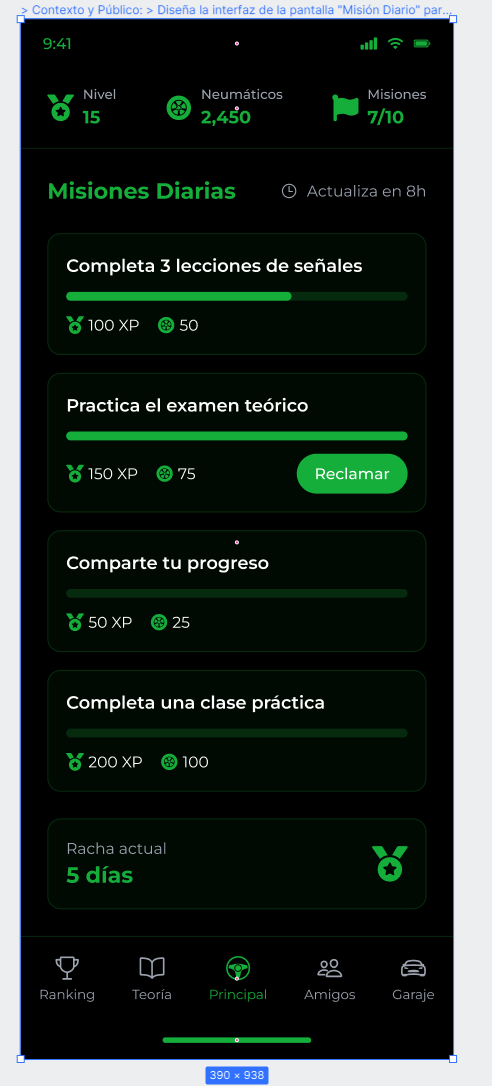 > Contexto y Público: > Diseña la interfaz de la pantalla "Misión Diario" par...
9:41
Nivel
15
Neumáticos
2,450
Misiones
7/10
Misiones Diarias
Actualiza en 8h
Completa 3 lecciones de señales
100 XP 50
Practica el examen teórico
150 XP 75
Reclamar
Comparte tu progreso
50 XP 25
Completa una clase práctica
200 XP 100
Racha actual
5 días
Ranking
Teoría
Principal
Amigos
Garaje
390 × 938